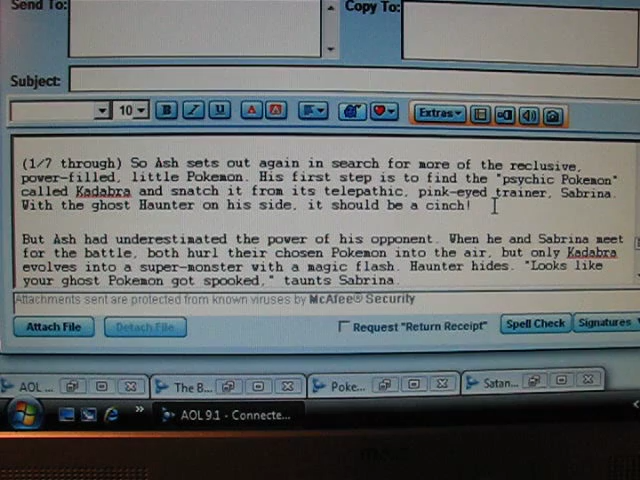 Send To:
Copy To:
Subject:
10 B I U A A Extras
(1/7 through) So Ash sets out again in search for more of the reclusive,
power-filled, little Pokemon. His first step is to find the "psychic Pokemon"
called Kadabra and snatch it from its telepathic, pink-eyed trainer, Sabrina.
With the ghost Haunter on his side, it should be a cinch!
But Ash had underestimated the power of his opponent. When he and Sabrina meet
for the battle, both hurl their chosen Pokemon into the air, but only Kadabra
evolves into a super-monster with a magic flash. Haunter hides. "Looks like
your ghost Pokemon got spooked," taunts Sabrina.
Attachments sent are protected from known viruses by McAfee® Security
Attach File Detach File Request "Return Receipt" Spell Check Signatures
AOL ... The B... Poke... Satan...
» AOL 9.1 - Connecte...